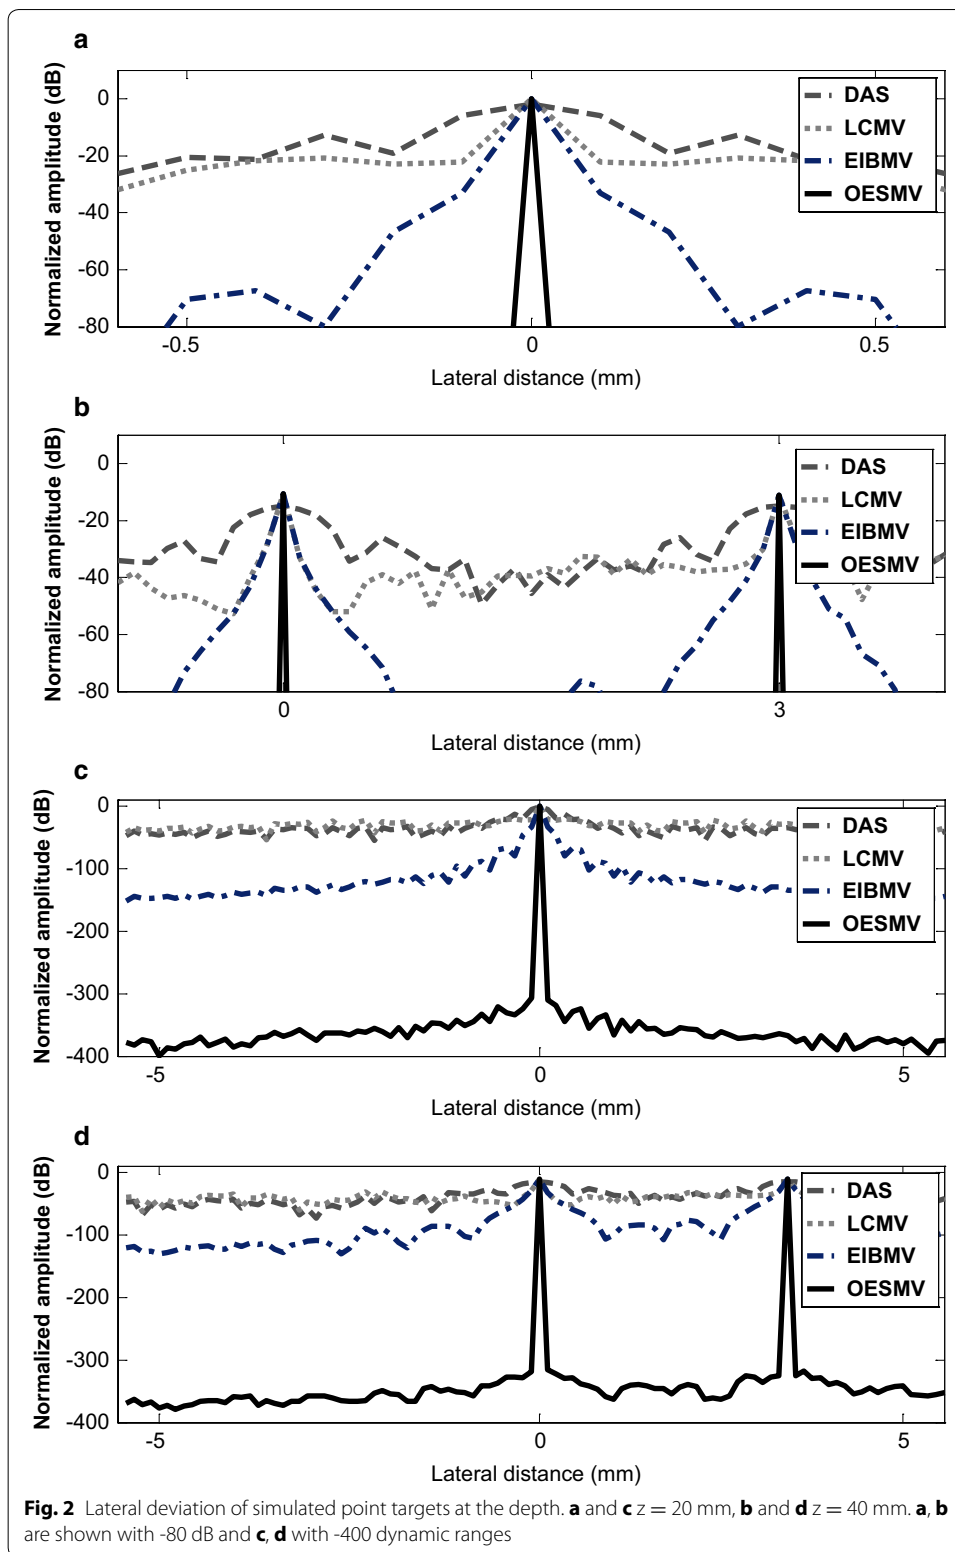 a
Normalized amplitude (dB)
0
-20
-40
-60
-80
-0.5
0
0.5
Lateral distance (mm)
DAS
LCMV
EIBMV
OESMV
b
Normalized amplitude (dB)
0
-20
-40
-60
-80
0
3
Lateral distance (mm)
DAS
LCMV
EIBMV
OESMV
c
Normalized amplitude (dB)
0
-100
-200
-300
-400
-5
0
5
Lateral distance (mm)
DAS
LCMV
EIBMV
OESMV
d
Normalized amplitude (dB)
0
-100
-200
-300
-400
-5
0
5
Lateral distance (mm)
DAS
LCMV
EIBMV
OESMV
Fig. 2 Lateral deviation of simulated point targets at the depth. a and c z = 20 mm, b and d z = 40 mm. a, b
are shown with -80 dB and c, d with -400 dynamic ranges